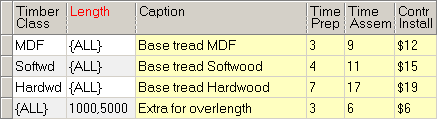 Timber Class Length Caption Time Prep Time Assem Contr Install
MDF {ALL} Base tread MDF 3 9 $12
Softwd {ALL} Base tread Softwood 4 11 $15
Hardwd {ALL} Base tread Hardwood 7 17 $19
{ALL} 1000,5000 Extra for overlength 3 6 $6